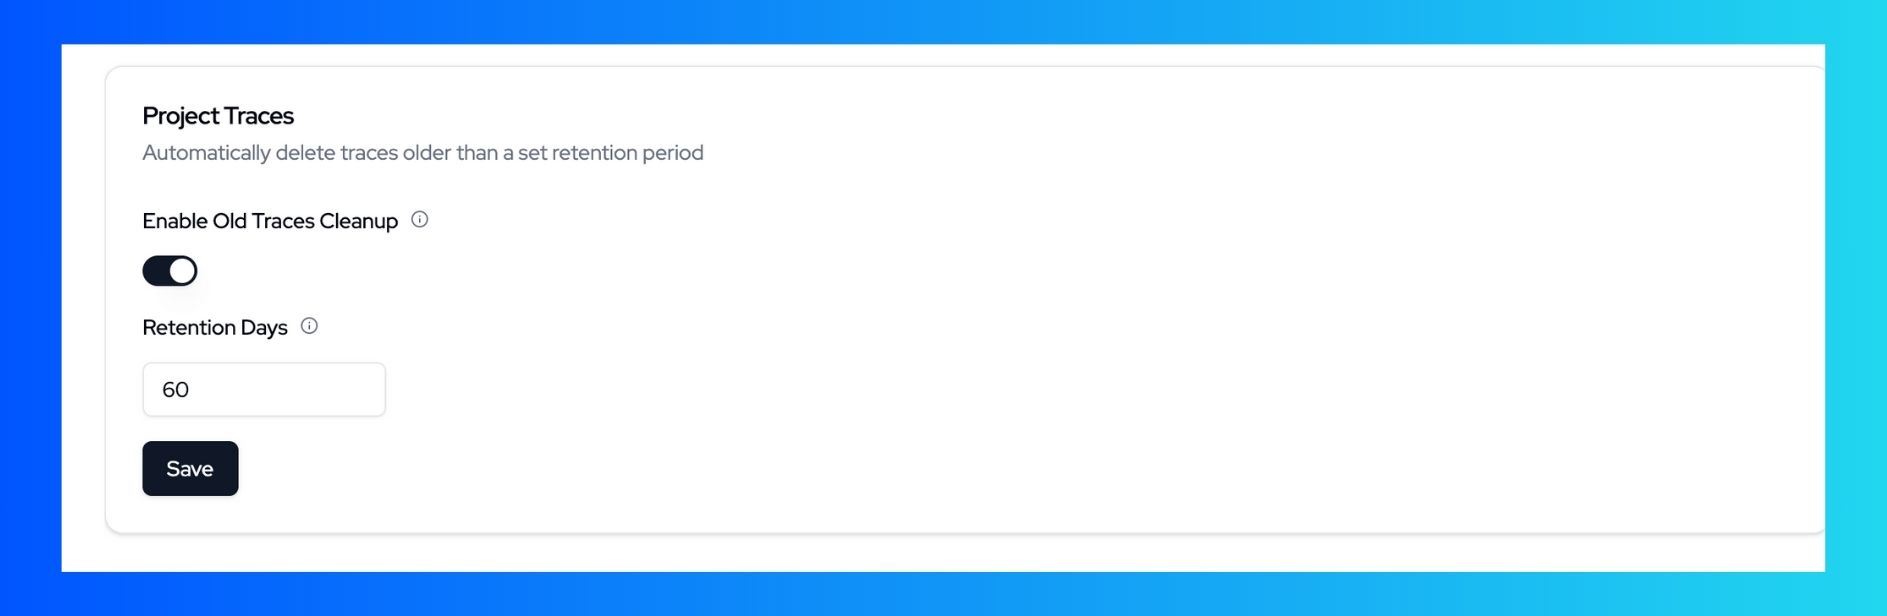 Project Traces
Automatically delete traces older than a set retention period
Enable Old Traces Cleanup
Retention Days
60
Save